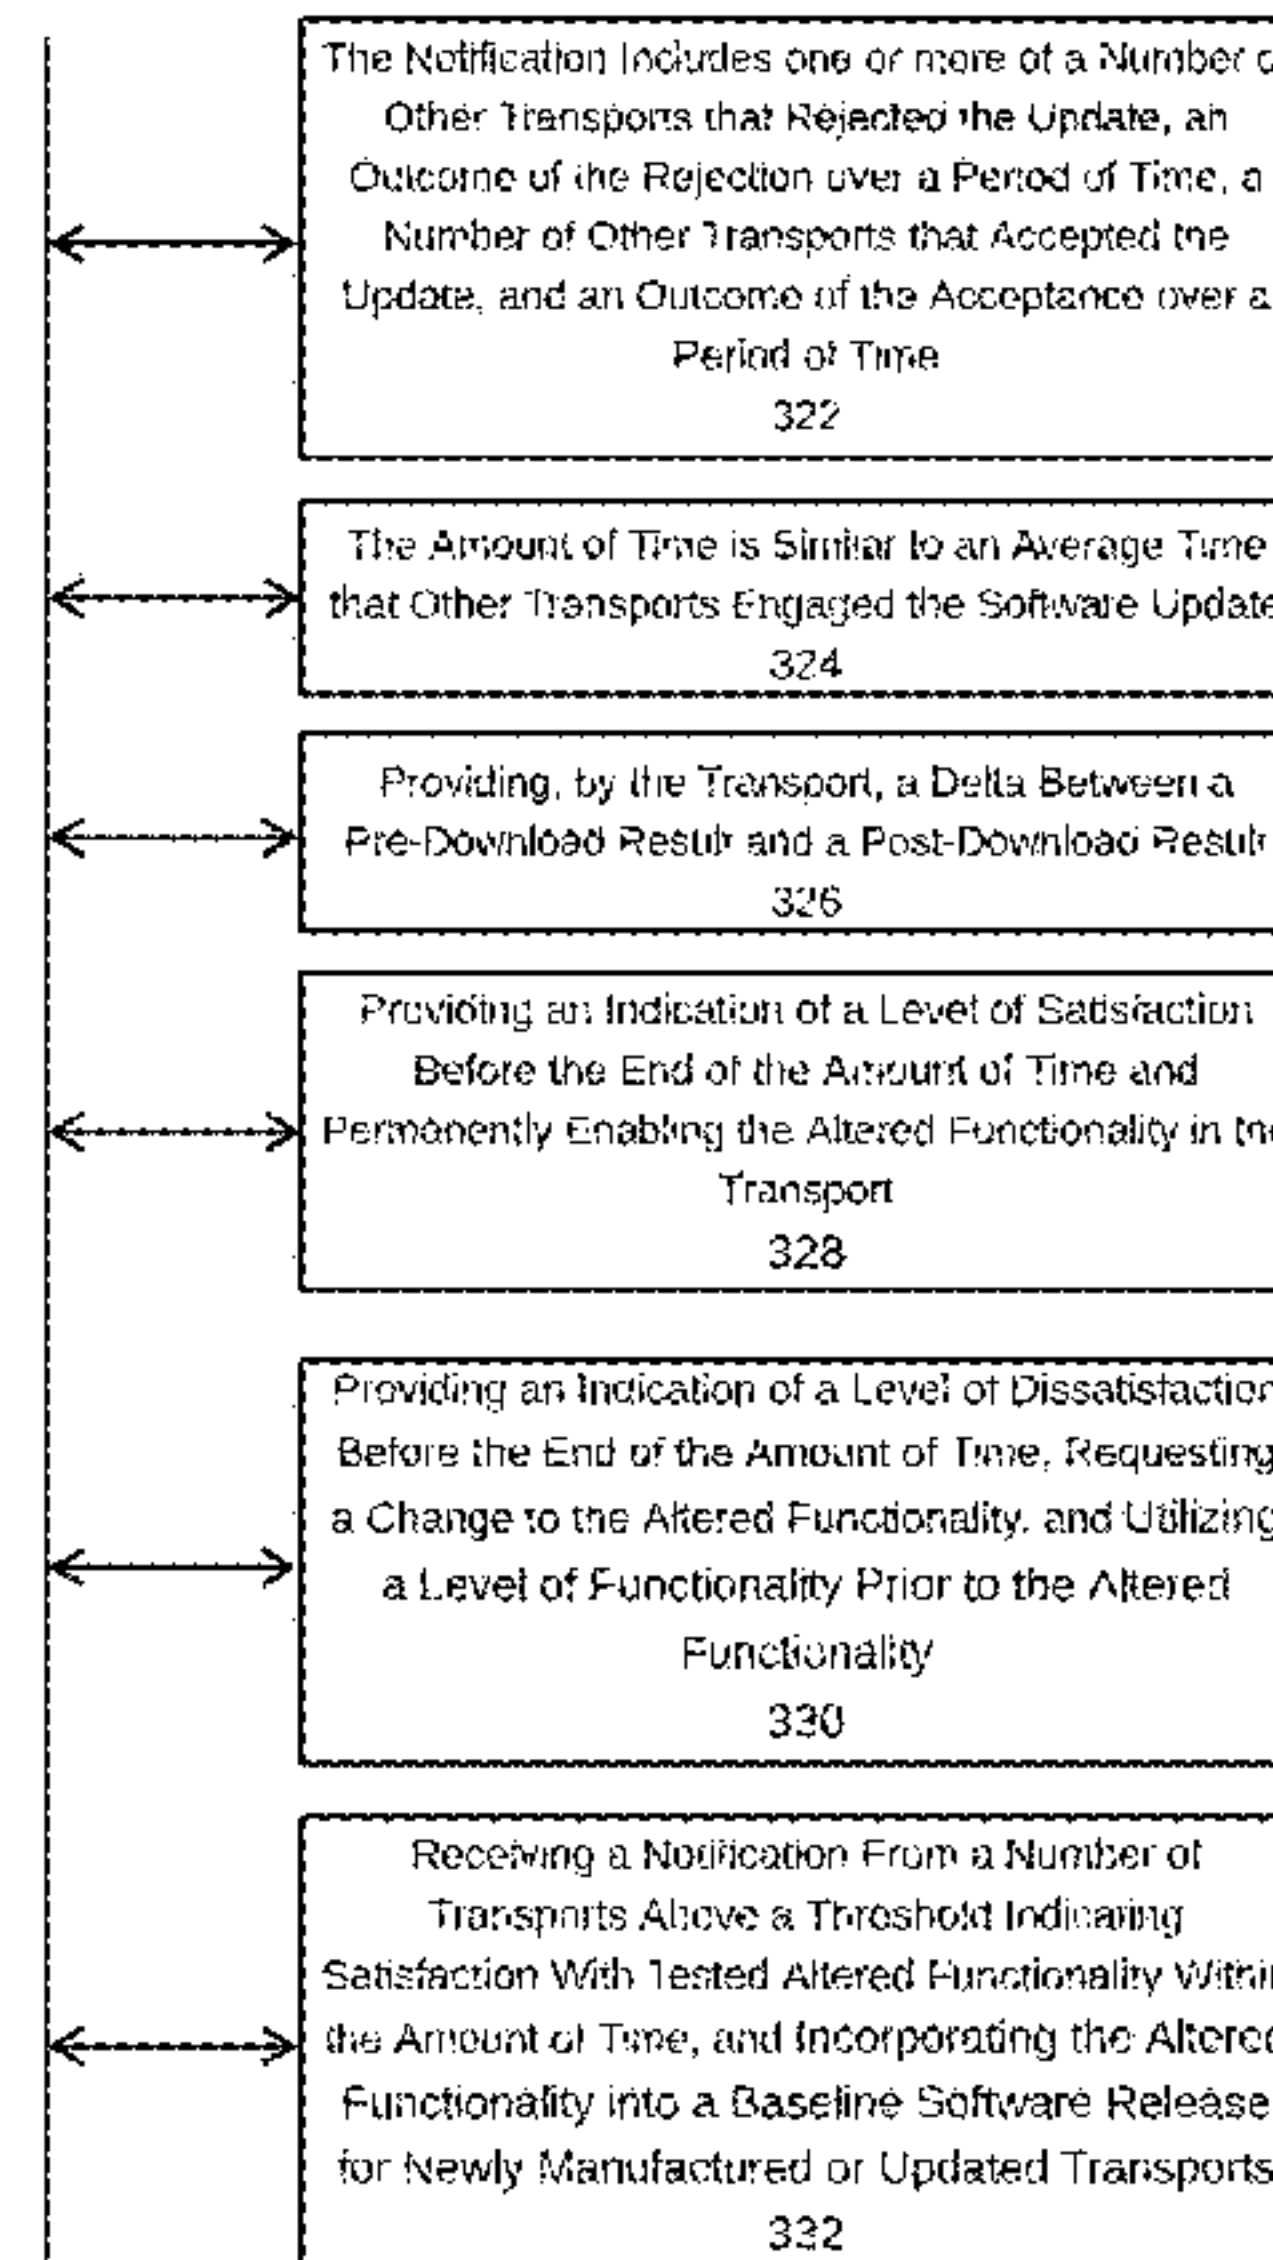 The Notification Includes one or more of a Number o
Other Transports that Rejected the Update, an
Outcome of the Rejection over a Period of Time, a
Number of Other Transports that Accepted the
Update, and an Outcome of the Acceptance over a
Period of Time
322
The Amount of Time is Similar to an Average Time
that Other Transports Engaged the Software Update
324
Providing, by the Transport, a Delta Between a
Pre-Download Result and a Post-Download Result
326
Providing an Indication of a Level of Satisfaction
Before the End of the Amount of Time and
Permanently Enabling the Altered Functionality in the
Transport
328
Providing an Indication of a Level of Dissatisfaction
Before the End of the Amount of Time, Requesting
a Change to the Altered Functionality, and Utilizing
a Level of Functionality Prior to the Altered
Functionality
330
Receiving a Notification From a Number of
Transports Above a Threshold Indicating
Satisfaction With Tested Altered Functionality Within
the Amount of Time, and Incorporating the Altered
Functionality into a Baseline Software Release
for Newly Manufactured or Updated Transports
332